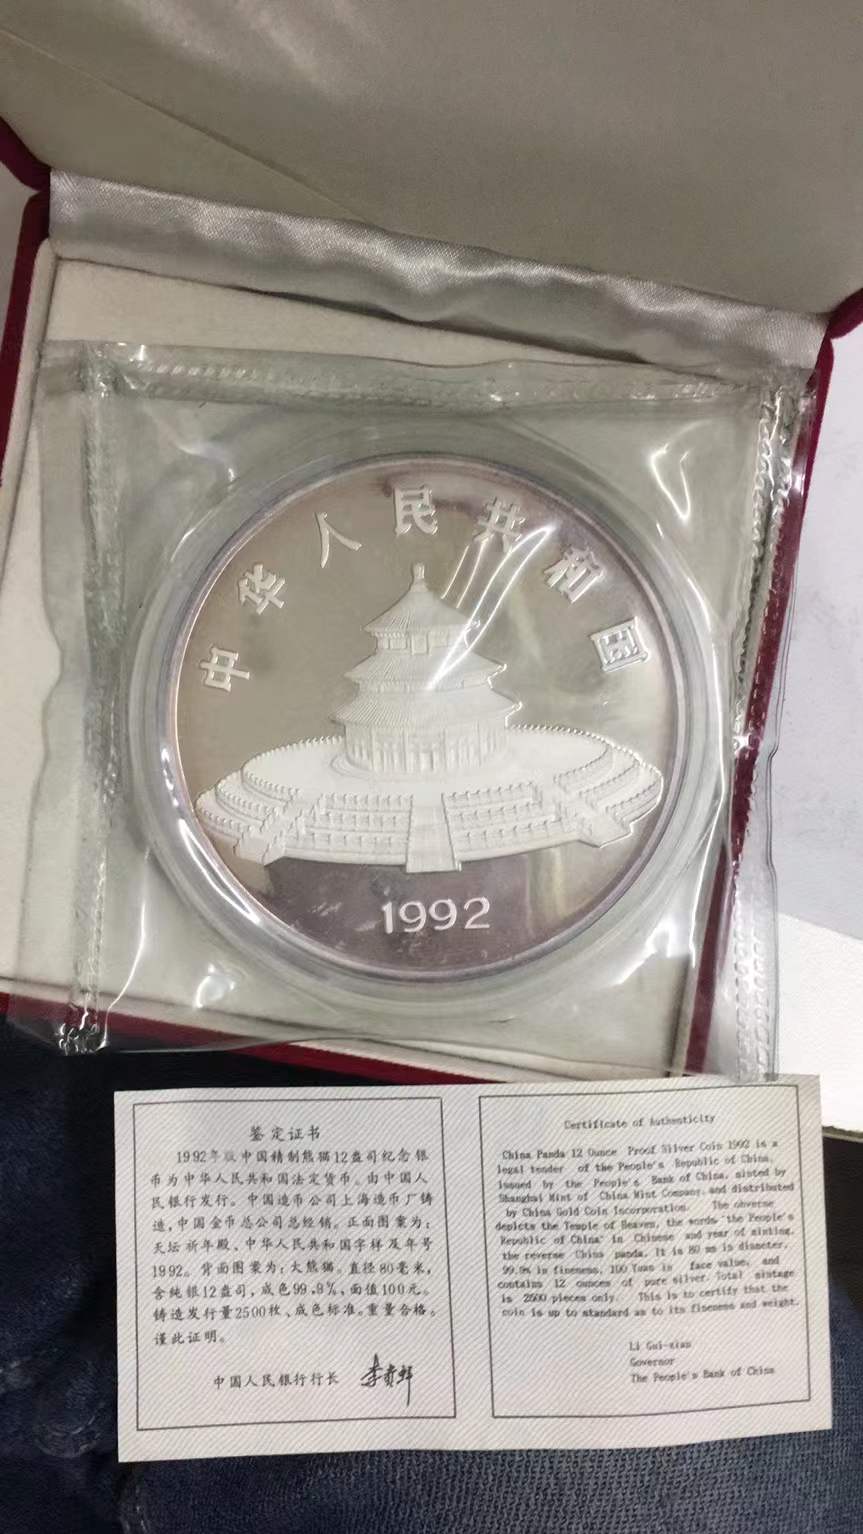 中华人民共和国
1992
鉴定证书
1992年版中国精制熊猫12盎司纪念银
币为中华人民共和国法定货币。由中国人
民银行发行。中国造币公司上海造币厂铸
造,中国金币总公司总经销。正面图案为:
天坛祈年殿、中华人民共和国字样及年号
1992。背面图案为:大熊猫。直径80毫米,
含纯银12盎司,成色99.9%,面值100元。
铸造发行量2500枚、成色标准。重量合格。
谨此证明。
中国人民银行行长 李贵鲜
Certificate of Authenticity
China Panda 12 Ounce Proof Silver Coin 1992 is a
legal tender of the People's Republic of China,
issued by the People's Bank of China, minted by
Shanghai Mint of China Mint Company, and distributed
by China Gold Coin Incorporation. The obverse
depicts the Temple of Heaven, the words "the People's
Republic of China" in Chinese and year of minting,
the reverse China panda. It is 80 mm in diameter,
99.9% in fineness, 100 Yuan in face value, and
contains 12 ounces of pure silver. Total mintage
is 2500 pieces only. This is to certify that the
coin is up to standard as to its fineness and weight.
Li Gui-xian
Governor
The People's Bank of China